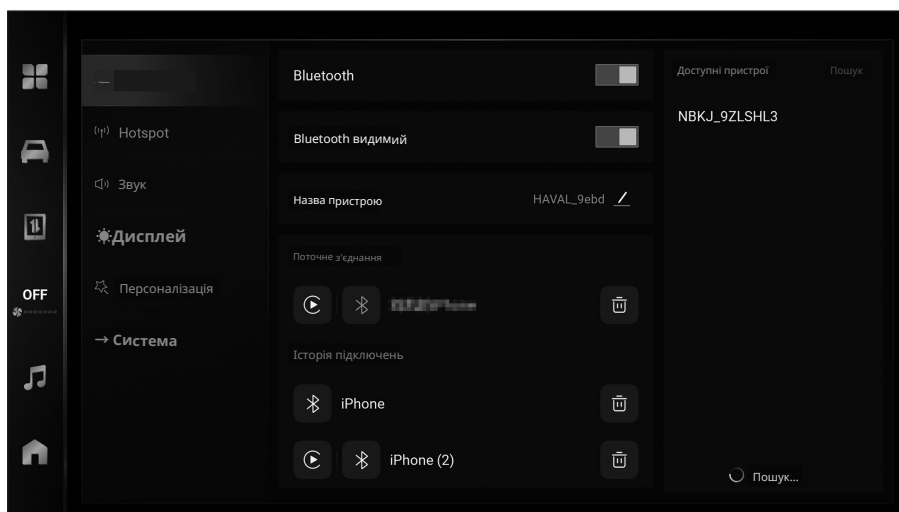 OFF
Hotspot
Звук
Дисплей
Персоналізація
→ Система
Bluetooth
Bluetooth видимий
Назва пристрою HAVAL_9ebd
Поточне з'єднання
Історія підключень
iPhone
iPhone (2)
Доступні пристрої Пошук
NBKJ_9ZLSHL3
Пошук...